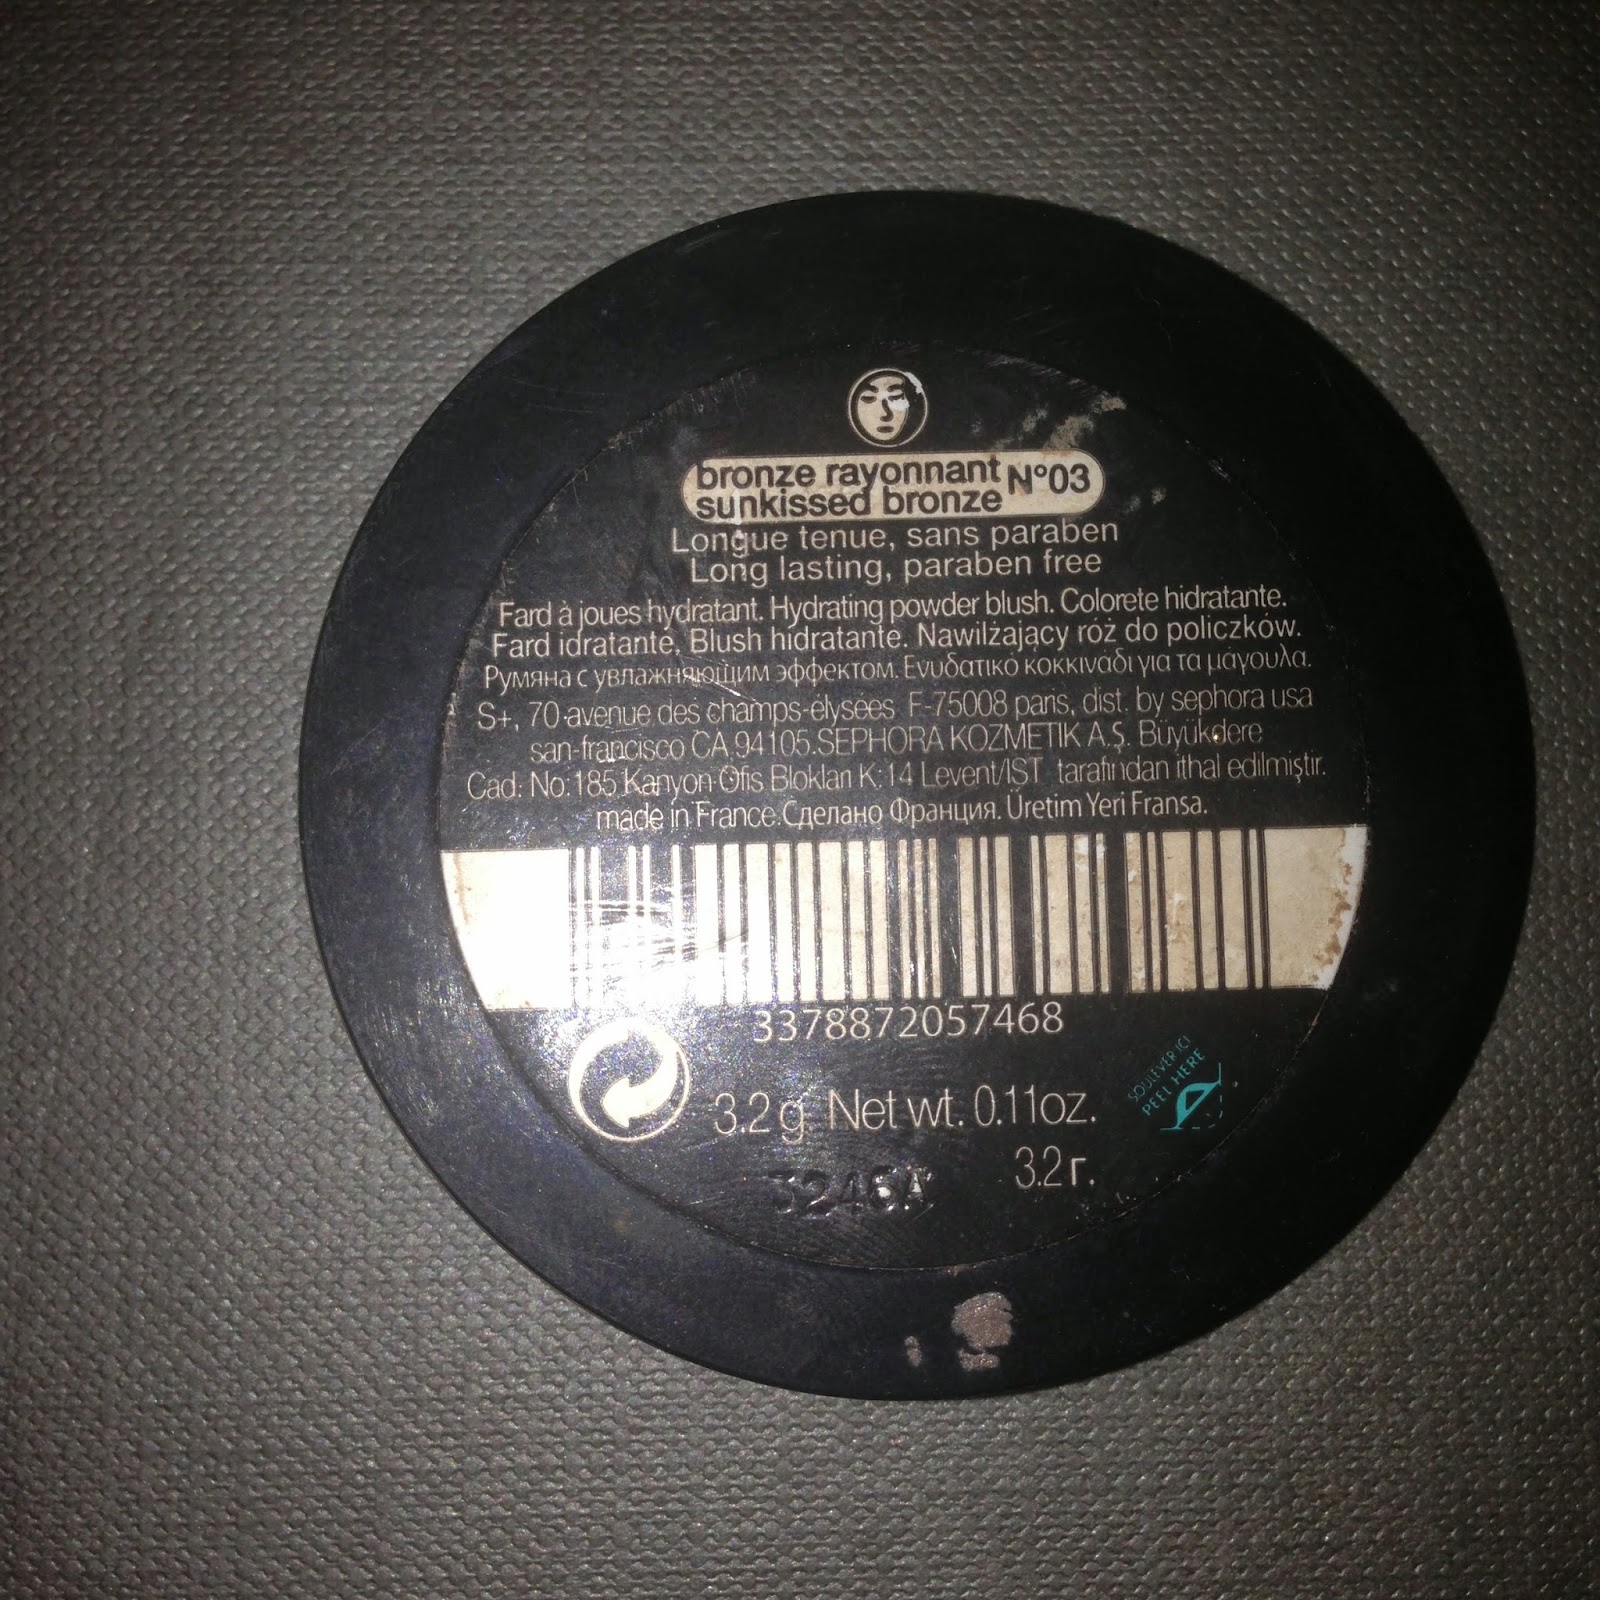 bronze rayonnant N°03
sunkissed bronze
Longue tenue, sans paraben
Long lasting, paraben free
Fard à joues hydratant. Hydrating powder blush. Colorete hidratante.
Fard idratante. Blush hidratante. Nawilżający róż do policzków.
Румяна с увлажняющим эффектом. Ενυδατικό κοκκινάδι για τα μάγουλα.
S+, 70 avenue des champs-élysées F-75008 paris, dist. by sephora usa
san-francisco CA,94105.SEPHORA KOZMETIK A.Ş. Büyükdere
Cad: No:185 Kanyon Ofis Blokları K:14 Levent/IST tarafından ithal edilmiştir.
made in France.Сделано Франция. Üretim Yeri Fransa.
3378872057468
SOULEVER ICI
PEEL HERE
3.2g Net wt. 0.11oz.
3.2г.
3246A